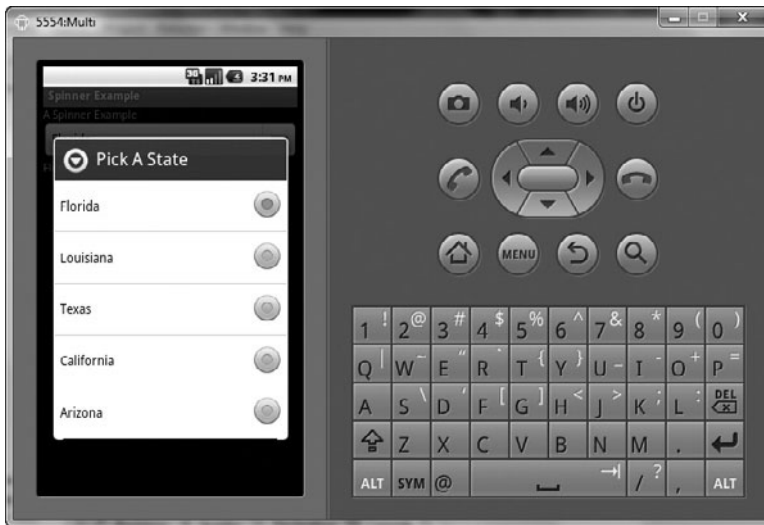 5554:Multi
3G 3:31 PM
Spinner Example
A Spinner Example
Pick A State
Florida
Louisiana
Texas
California
Arizona
MENU
1 ! 2 @ 3 # 4 $ 5 % 6 ^ 7 & 8 * 9 ( 0 )
Q | W ~ E " R ` T { Y } U _ I - O + P =
A S \ D ' F [ G ] H < J > K ; L : DEL
Z X C V B N M .
ALT SYM @ / ? , ALT